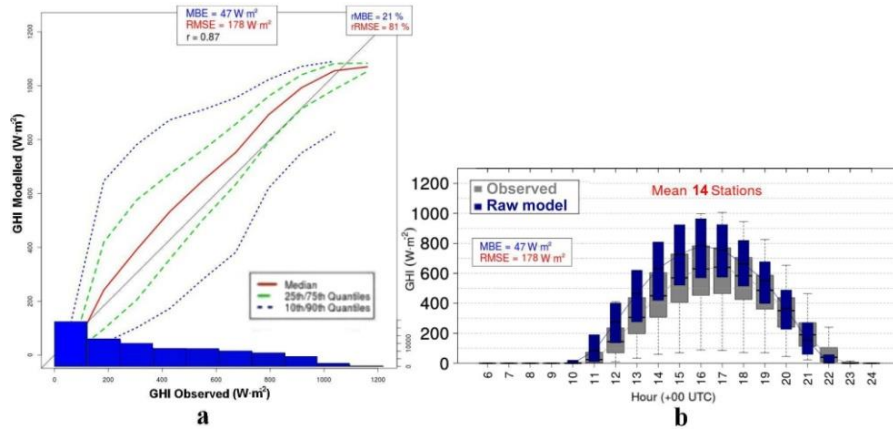 MBE = 47 W m²
RMSE = 178 W m²
r = 0.87
rMBE = 21 %
rRMSE = 81 %
GHI Modelled (W·m²)
1200
1000
800
600
400
200
0
Median
25th/75th Quantiles
10th/90th Quantiles
10000
0
0 200 400 600 800 1000 1200
GHI Observed (W·m²)
a
1200
1000
800
600
400
200
0
GHI (W·m⁻²)
Observed
Raw model
Mean 14 Stations
MBE = 47 W m²
RMSE = 178 W m²
6 7 8 9 10 11 12 13 14 15 16 17 18 19 20 21 22 23 24
Hour (+00 UTC)
b